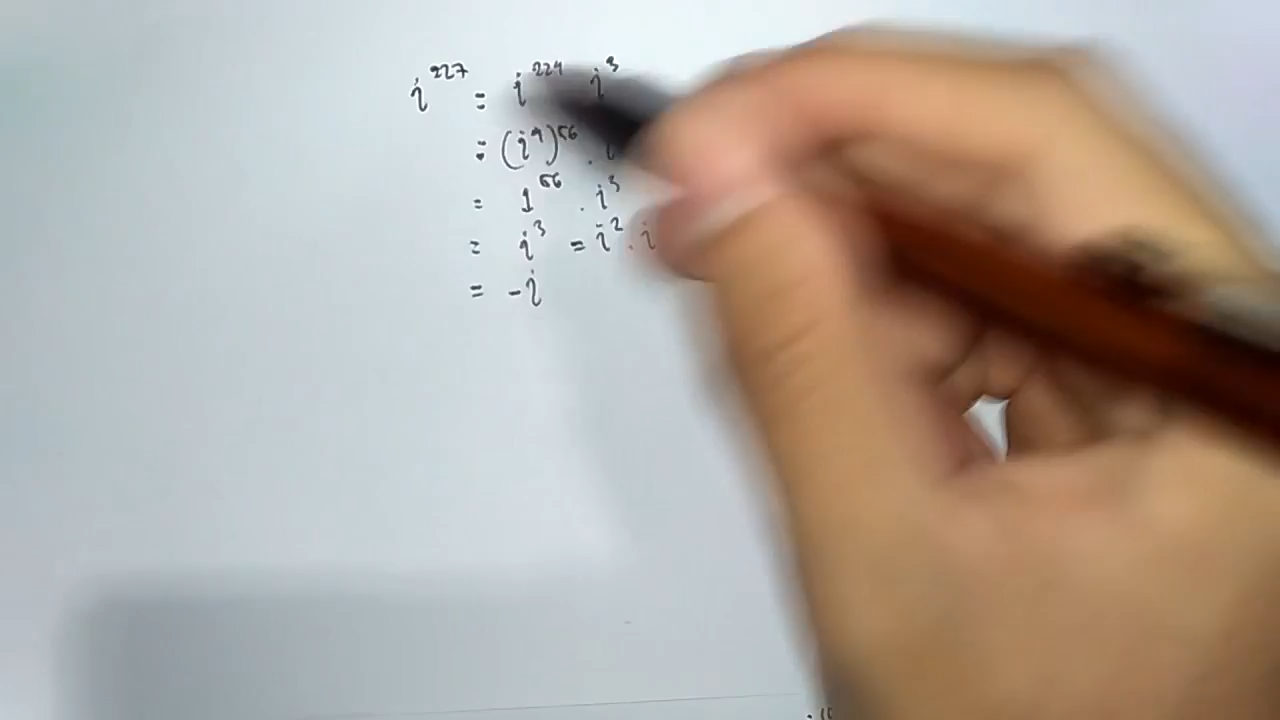 i^227 = i^224 i^3
= (i^4)^56 .
= 1^56 . i^3
= i^3 = i^2 . i
= -i